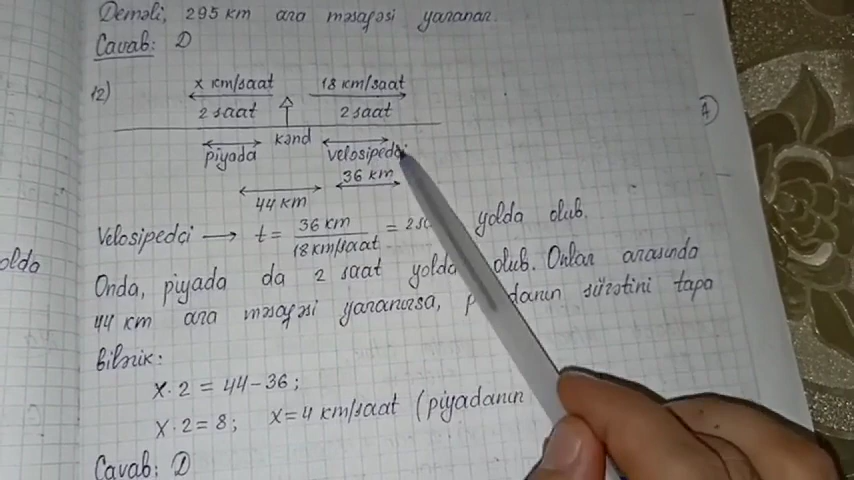 Deməli, 295 km ara məsafəsi yaranar.
Cavab: D
12)
x km/saat 18 km/saat
2 saat 2 saat
kənd
piyada velosipedçi
36 km
44 km
Velosipedçi → t = 36 km / 18 km/saat = 2 yolda olub.
olda
Onda, piyada da 2 saat yolda olub. Onlar arasında
44 km ara məsafəsi yaranırsa, sürətini tapa
bilərik:
x · 2 = 44 - 36;
x · 2 = 8; x = 4 km/saat (piyadanın
Cavab: D